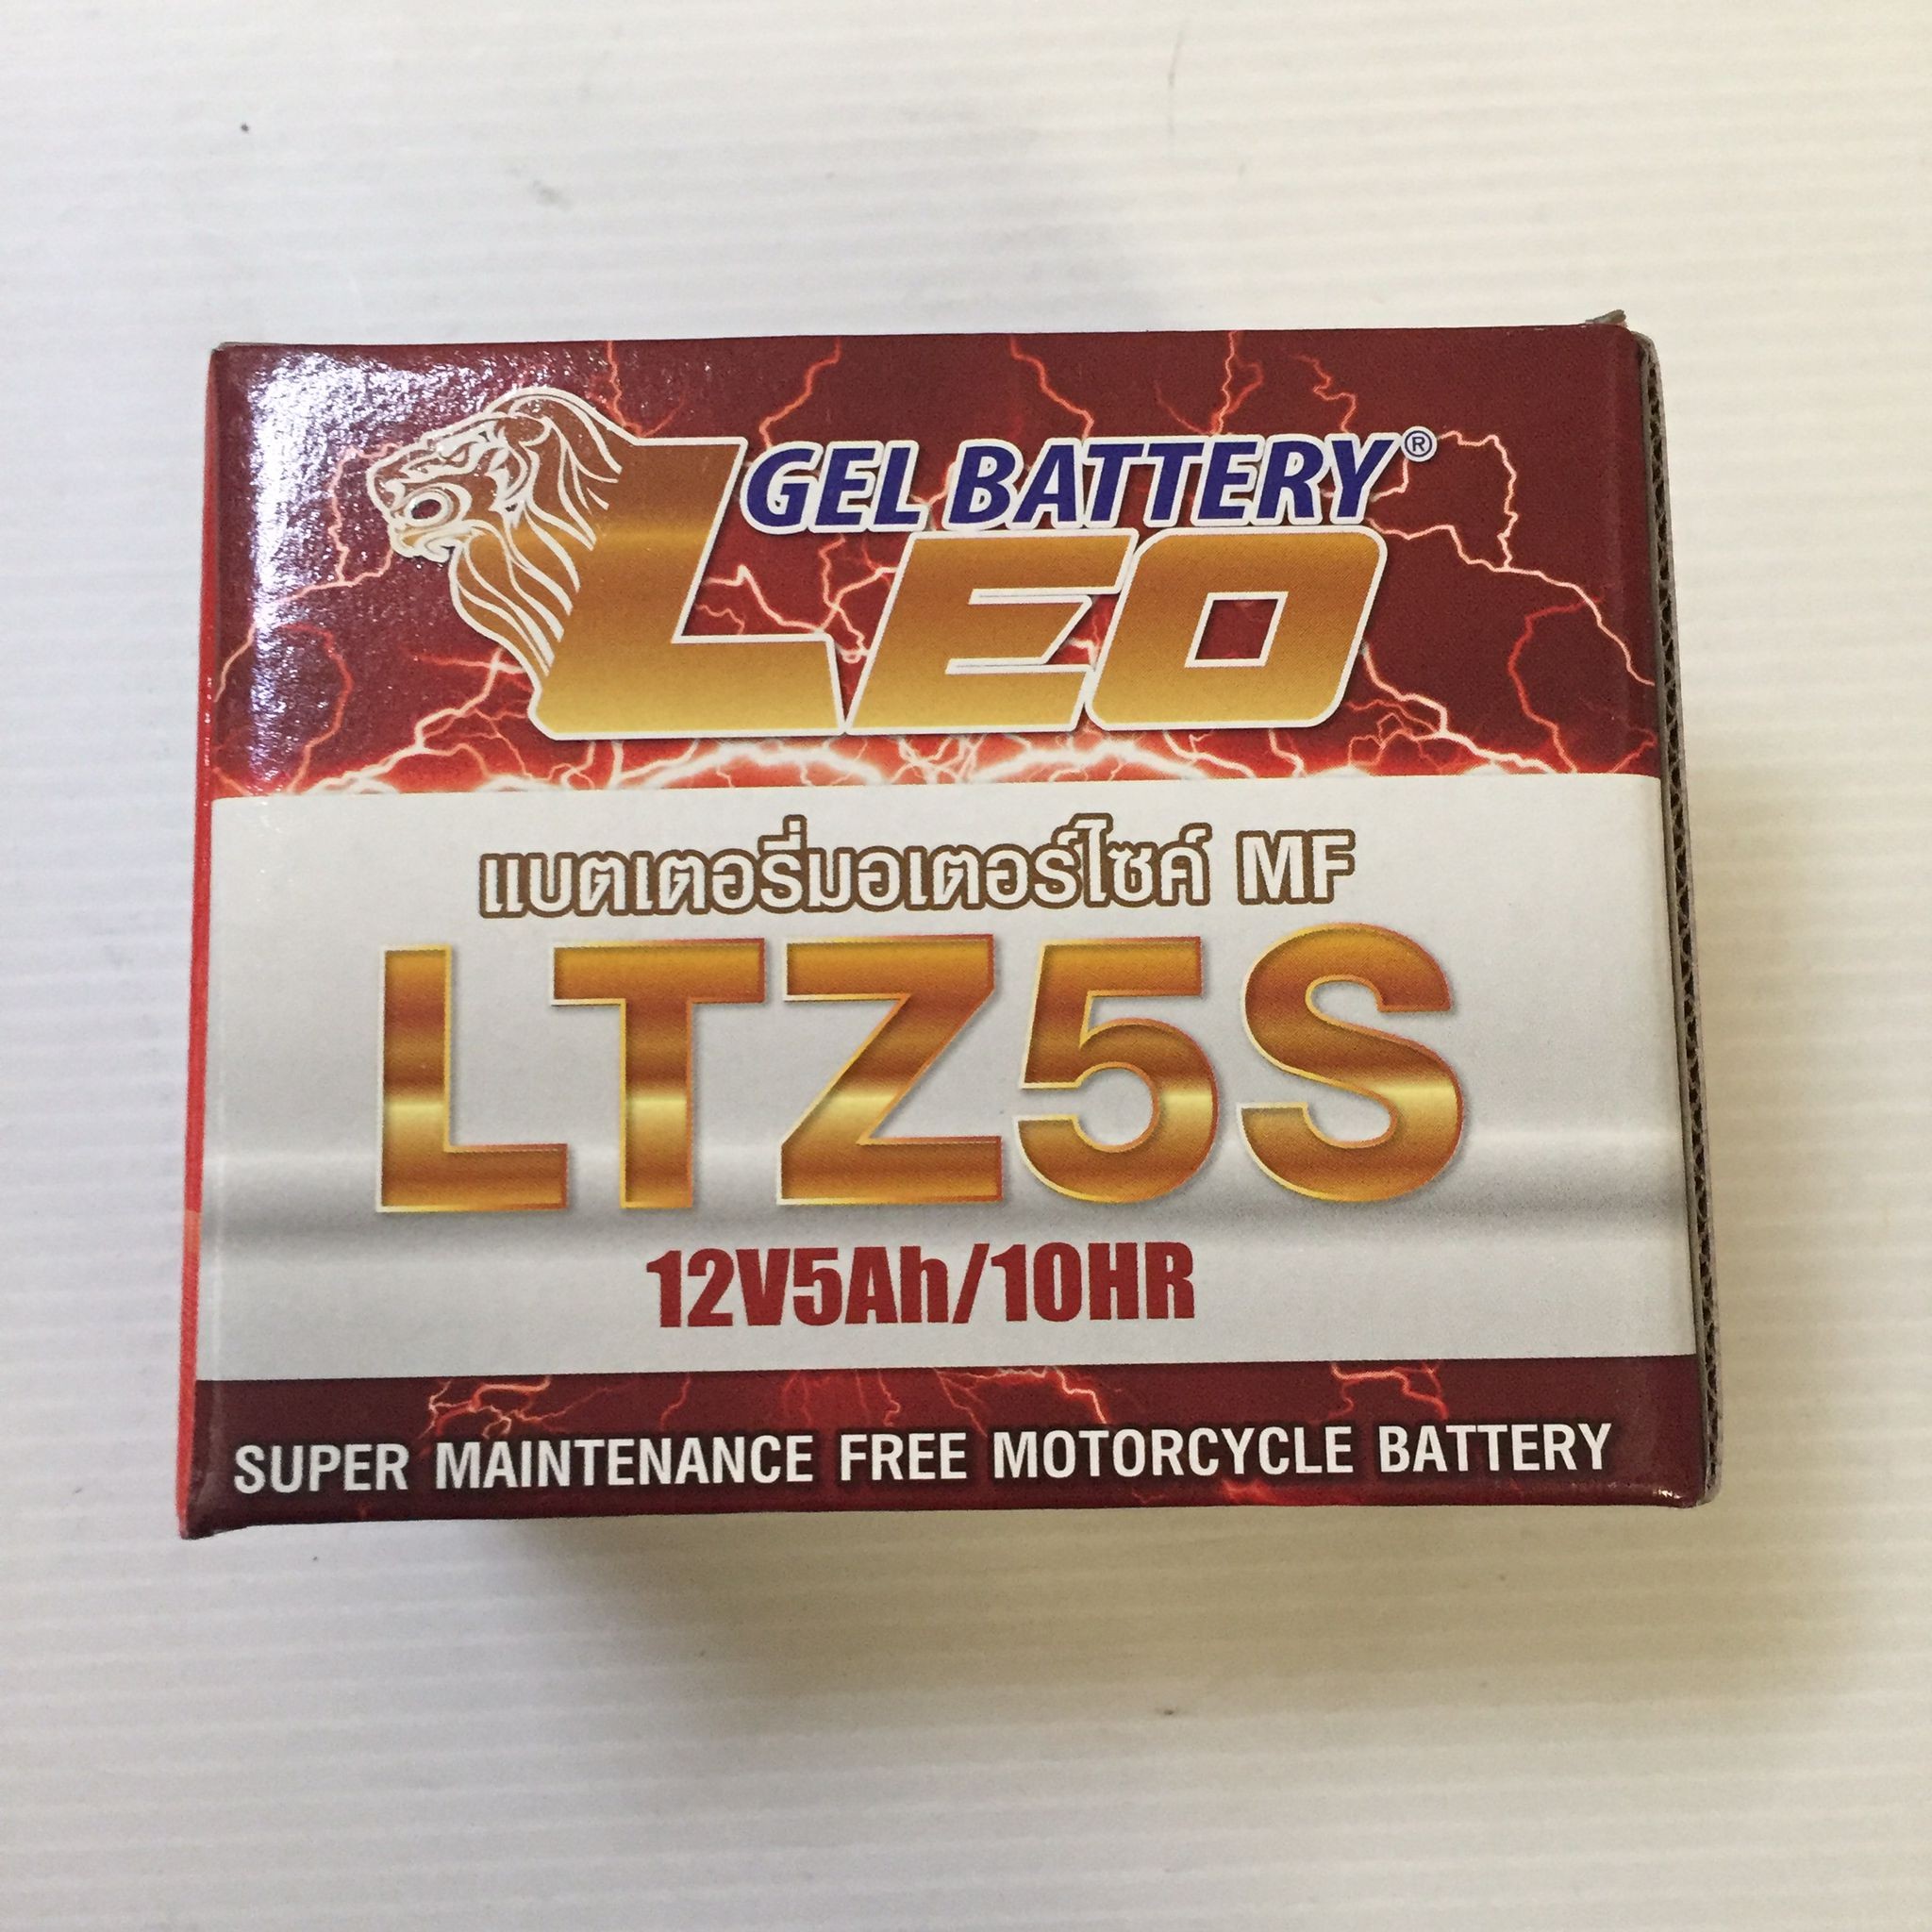 GEL BATTERY®
LEO
แบตเตอรี่มอเตอร์ไซค์ MF
LTZ5S
12V5Ah/10HR
SUPER MAINTENANCE FREE MOTORCYCLE BATTERY